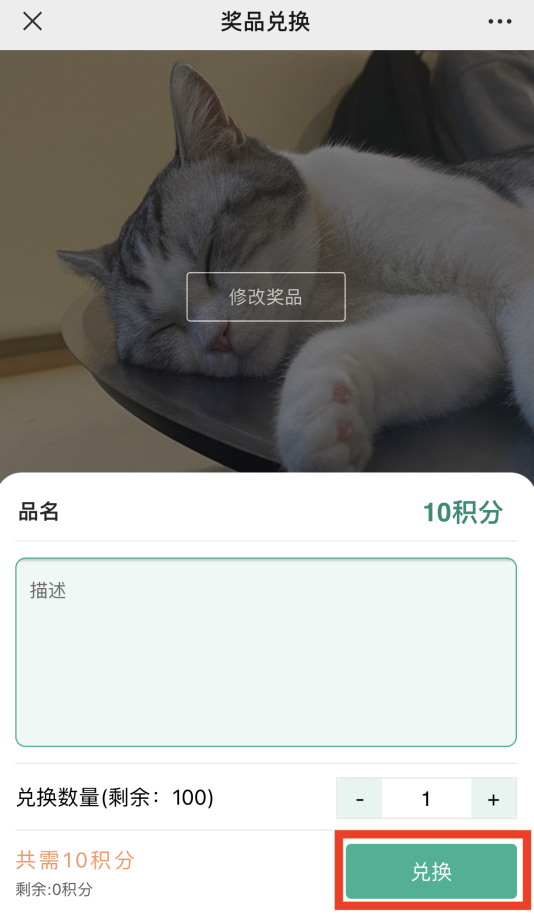 奖品兑换
修改奖品
品名
10积分
描述
兑换数量(剩余：100)
- 1 +
共需10积分
剩余:0积分
兑换